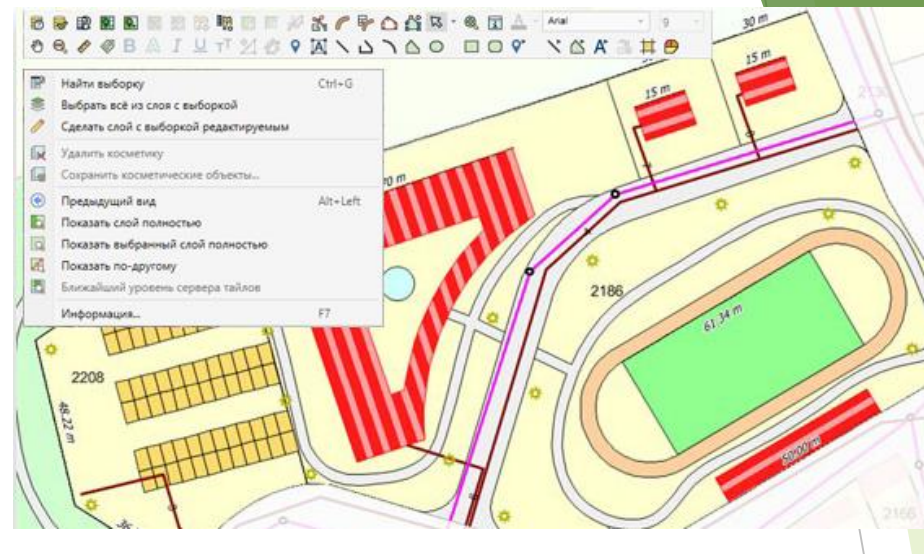 Arial 9
B A I U TT
A
Найти выборку Ctrl+G
Выбрать всё из слоя с выборкой
Сделать слой с выборкой редактируемым
Удалить косметику
Сохранить косметические объекты...
Предыдущий вид Alt+Left
Показать слой полностью
Показать выбранный слой полностью
Показать по-другому
Ближайший уровень сервера тайлов
Информация... F7
30 m
15 m
15 m
70 m
2186
61.34 m
2208
48.22 m
50.00 m
2166